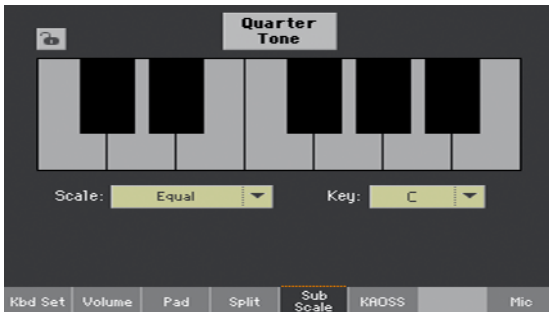 Quarter
Tone
Scale: Equal Key: C
Kbd Set Volume Pad Split Sub Scale KAOSS Mic